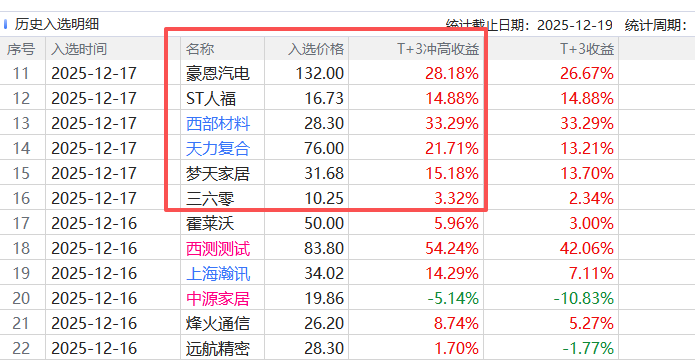 历史入选明细 统计截止日期：2025-12-19 统计周期：
序号 入选时间 名称 入选价格 T+3冲高收益 T+3收益
11 2025-12-17 豪恩汽电 132.00 28.18% 26.67%
12 2025-12-17 ST人福 16.73 14.88% 14.88%
13 2025-12-17 西部材料 28.30 33.29% 33.29%
14 2025-12-17 天力复合 76.00 21.71% 13.21%
15 2025-12-17 梦天家居 31.68 15.18% 13.70%
16 2025-12-17 三六零 10.25 3.32% 2.34%
17 2025-12-16 霍莱沃 50.00 5.96% 3.00%
18 2025-12-16 西测测试 83.80 54.24% 42.06%
19 2025-12-16 上海瀚讯 34.02 14.29% 7.11%
20 2025-12-16 中源家居 19.86 -5.14% -10.83%
21 2025-12-16 烽火通信 26.20 8.74% 5.27%
22 2025-12-16 远航精密 28.30 1.70% -1.77%